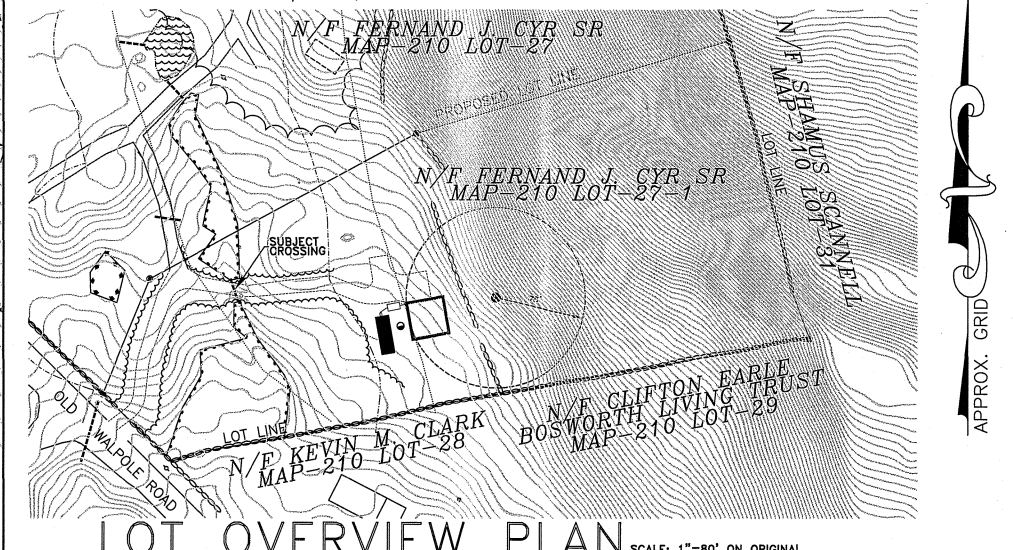 N/F FERNAND J. CYR SR
MAP-210 LOT-27
PROPOSED LOT LINE
N/F SHAMUS SCANNELL
MAP-210 LOT-31
LOT LINE
N/F FERNAND J. CYR SR
MAP-210 LOT-27-1
SUBJECT
CROSSING
N/F CLIFTON EARLE
BOSWORTH LIVING TRUST
MAP-210 LOT-29
LOT LINE
N/F KEVIN M. CLARK
MAP-210 LOT-28
OLD
WALPOLE ROAD
APPROX. GRID
LOT OVERVIEW PLAN
SCALE: 1"=80' ON ORIGINAL